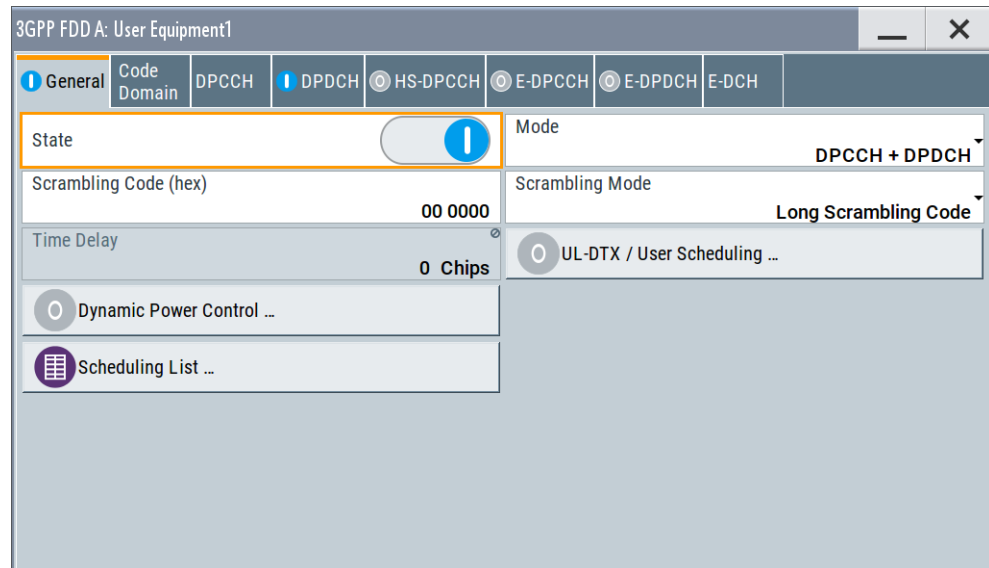 3GPP FDD A: User Equipment1
General
Code
Domain
DPCCH
DPDCH
HS-DPCCH
E-DPCCH
E-DPDCH
E-DCH
State
Mode
DPCCH + DPDCH
Scrambling Code (hex)
00 0000
Scrambling Mode
Long Scrambling Code
Time Delay
0 Chips
UL-DTX / User Scheduling ...
Dynamic Power Control ...
Scheduling List ...